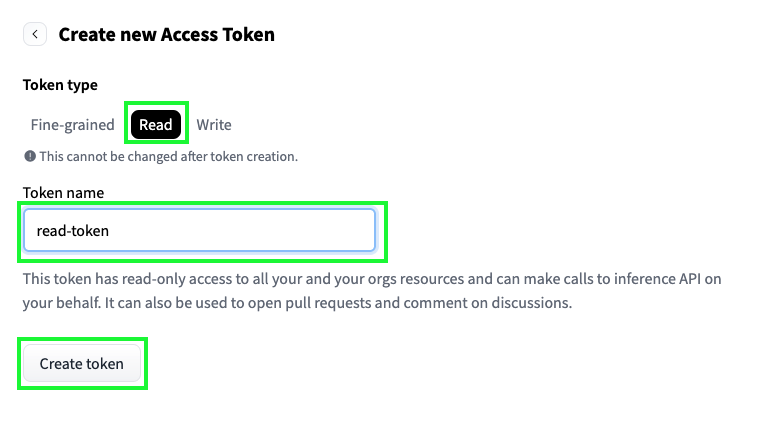 Create new Access Token
Token type
Fine-grained Read Write
This cannot be changed after token creation.
Token name
read-token
This token has read-only access to all your and your orgs resources and can make calls to inference API on
your behalf. It can also be used to open pull requests and comment on discussions.
Create token